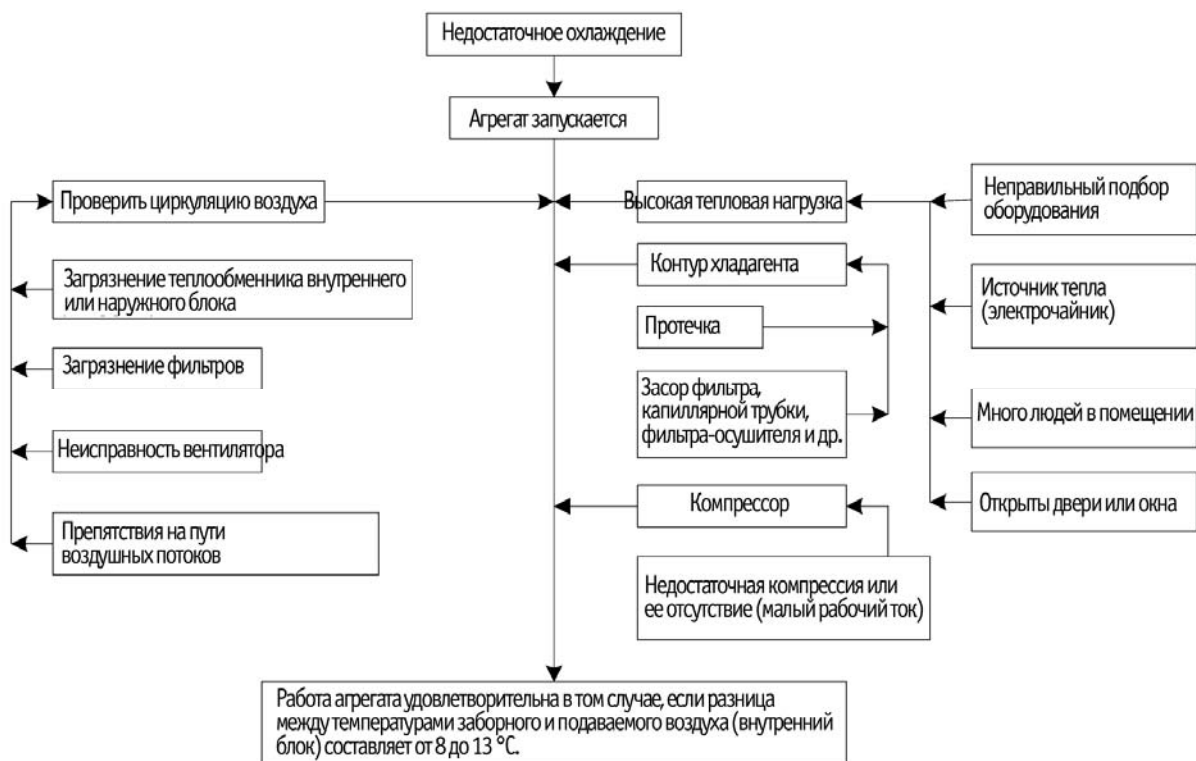 Недостаточное охлаждение
Агрегат запускается
Проверить циркуляцию воздуха
Загрязнение теплообменника внутреннего
или наружного блока
Загрязнение фильтров
Неисправность вентилятора
Препятствия на пути
воздушных потоков
Высокая тепловая нагрузка
Контур хладагента
Протечка
Засор фильтра,
капиллярной трубки,
фильтра-осушителя и др.
Компрессор
Недостаточная компрессия или
ее отсутствие (малый рабочий ток)
Неправильный подбор
оборудования
Источник тепла
(электрочайник)
Много людей в помещении
Открыты двери или окна
Работа агрегата удовлетворительна в том случае, если разница
между температурами заборного и подаваемого воздуха (внутренний
блок) составляет от 8 до 13 °C.